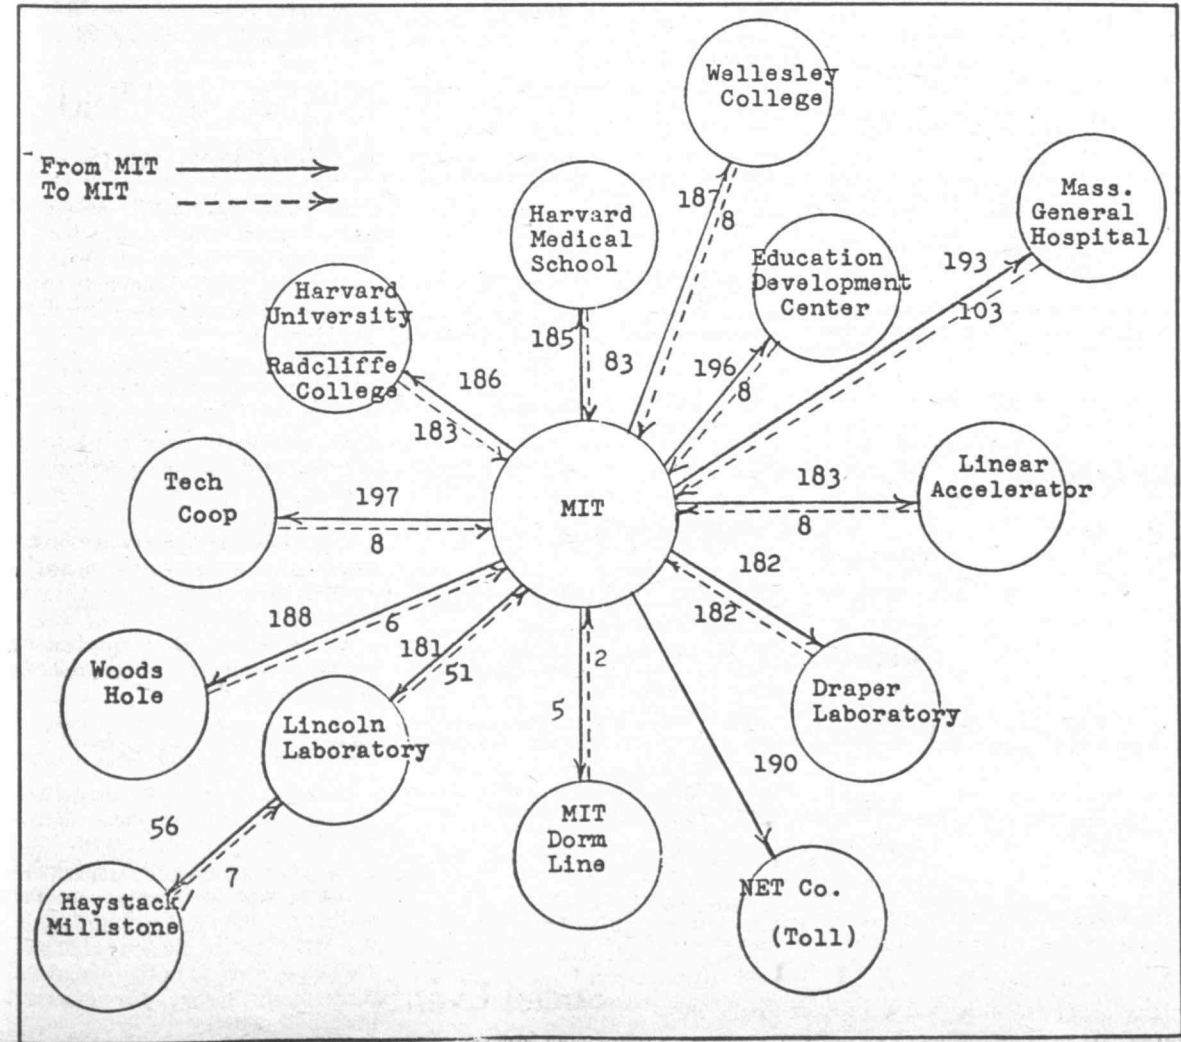 From MIT
To MIT
Wellesley
College
187
8
Mass.
General
Hospital
193
103
Harvard
Medical
School
185
83
Education
Development
Center
196
8
Harvard
University
Radcliffe
College
186
183
Tech
Coop
197
8
MIT
Linear
Accelerator
183
8
182
182
Draper
Laboratory
188
6
Woods
Hole
181
51
Lincoln
Laboratory
2
5
MIT
Dorm
Line
190
NET Co.
(Toll)
56
7
Haystack
Millstone